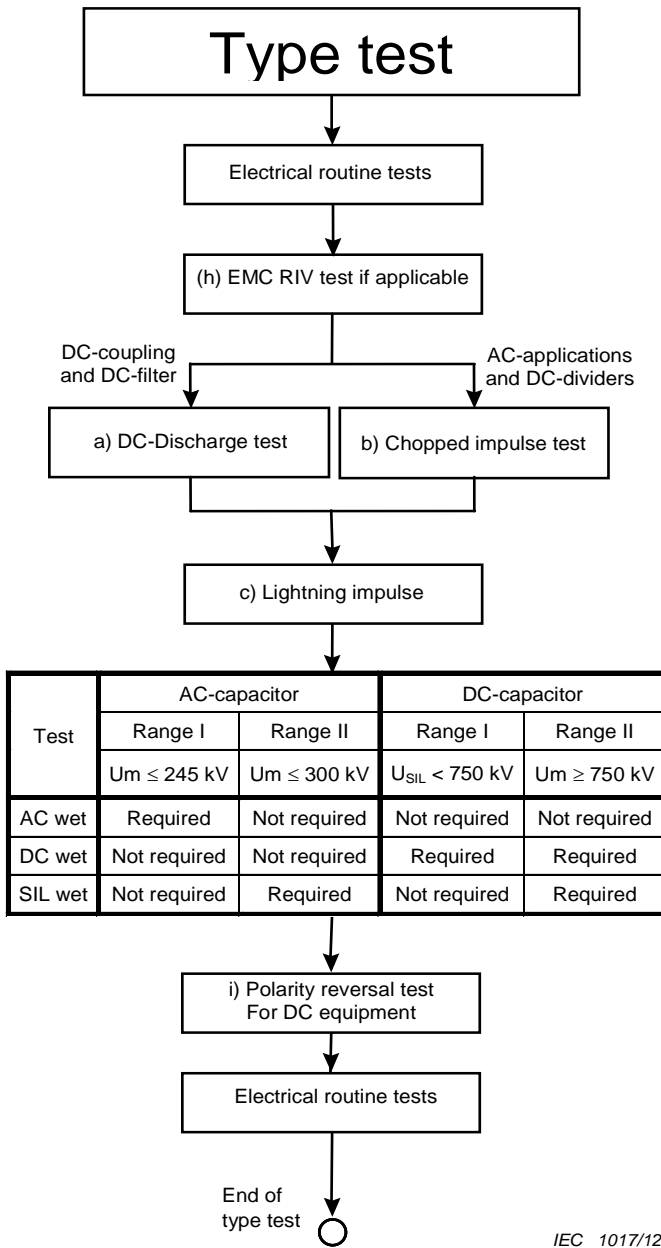 Type test
Electrical routine tests
(h) EMC RIV test if applicable
DC-coupling
and DC-filter
AC-applications
and DC-dividers
a) DC-Discharge test
b) Chopped impulse test
c) Lightning impulse
Test
AC-capacitor
DC-capacitor
Range I
Range II
Range I
Range II
Um ≤ 245 kV
Um ≤ 300 kV
U_SIL < 750 kV
Um ≥ 750 kV
AC wet Required Not required Not required Not required
DC wet Not required Not required Required Required
SIL wet Not required Required Not required Required
i) Polarity reversal test
For DC equipment
Electrical routine tests
End of
type test
IEC 1017/12